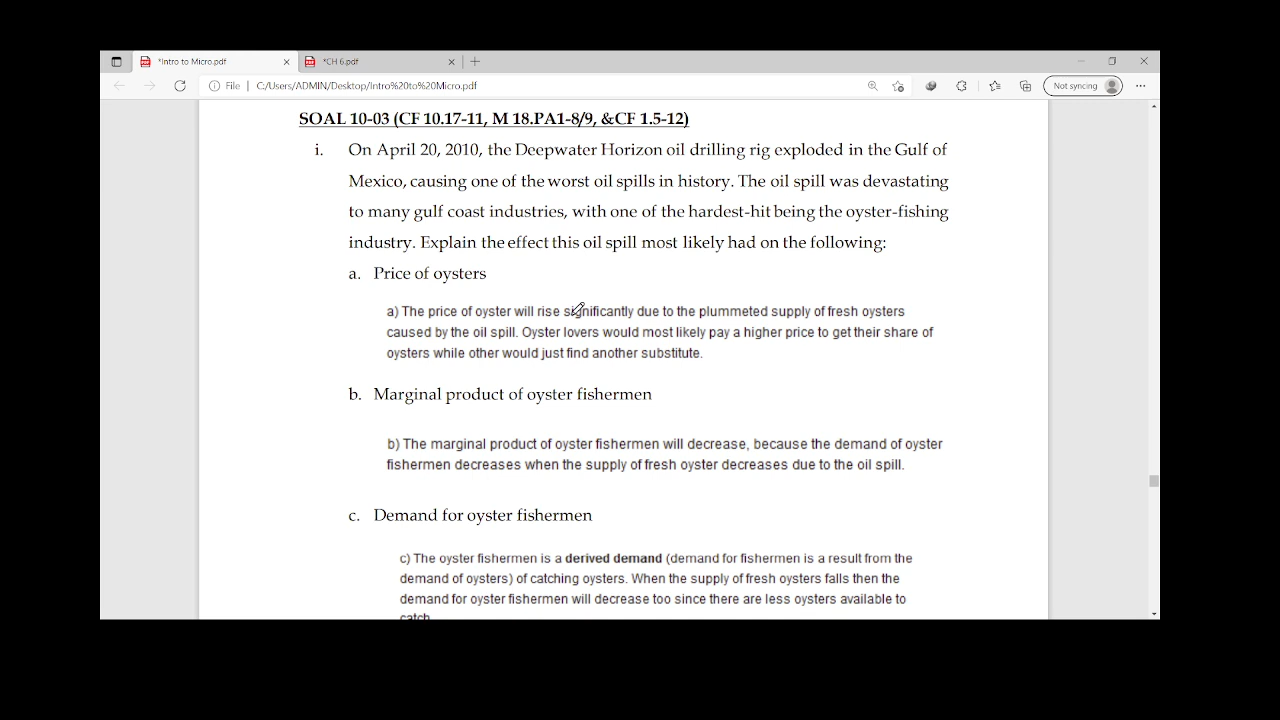 *Intro to Micro.pdf
*CH 6.pdf
File
C:/Users/ADMIN/Desktop/Intro%20to%20Micro.pdf
Not syncing
SOAL 10-03 (CF 10.17-11, M 18.PA1-8/9, &CF 1.5-12)
i. On April 20, 2010, the Deepwater Horizon oil drilling rig exploded in the Gulf of
Mexico, causing one of the worst oil spills in history. The oil spill was devastating
to many gulf coast industries, with one of the hardest-hit being the oyster-fishing
industry. Explain the effect this oil spill most likely had on the following:
a. Price of oysters
a) The price of oyster will rise significantly due to the plummeted supply of fresh oysters
caused by the oil spill. Oyster lovers would most likely pay a higher price to get their share of
oysters while other would just find another substitute.
b. Marginal product of oyster fishermen
b) The marginal product of oyster fishermen will decrease, because the demand of oyster
fishermen decreases when the supply of fresh oyster decreases due to the oil spill.
c. Demand for oyster fishermen
c) The oyster fishermen is a derived demand (demand for fishermen is a result from the
demand of oysters) of catching oysters. When the supply of fresh oysters falls then the
demand for oyster fishermen will decrease too since there are less oysters available to
catch